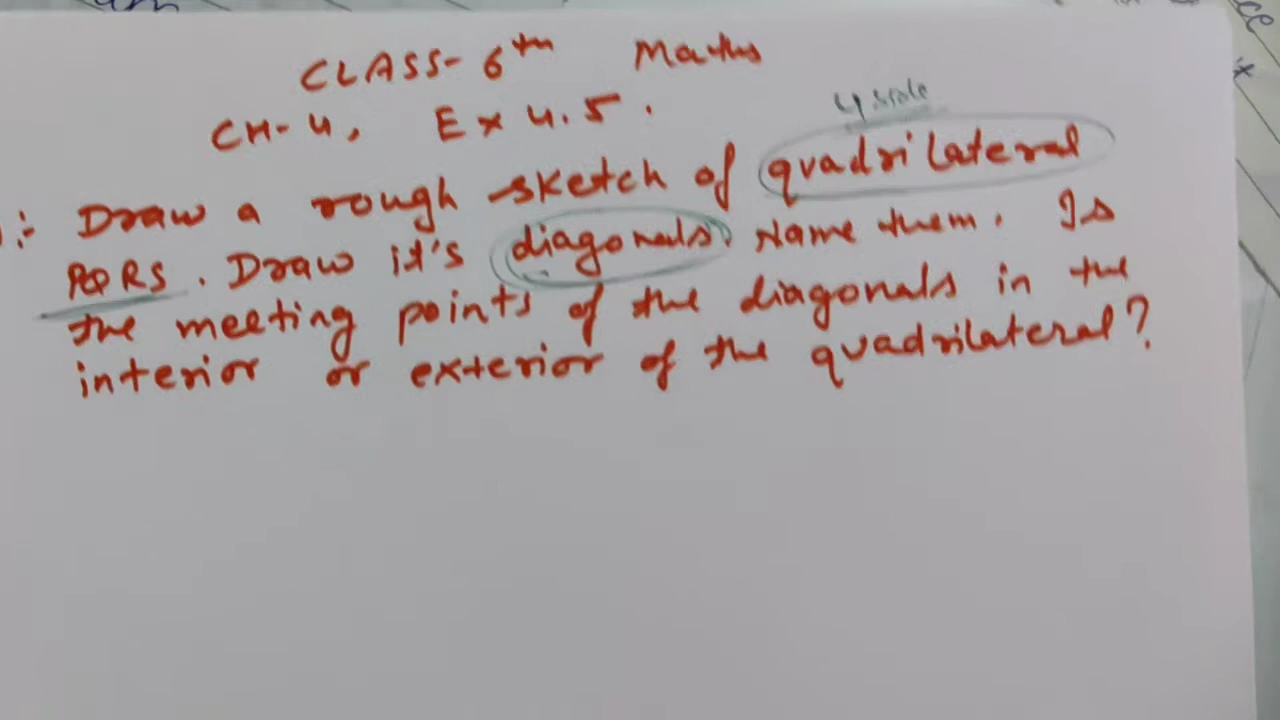 CLASS- 6th Maths
CH-4, Ex 4.5.
4 side
:- Draw a rough sketch of quadrilateral
PQRS. Draw it's diagonals. Name them. Is
the meeting points of the diagonals in the
interior or exterior of the quadrilateral?